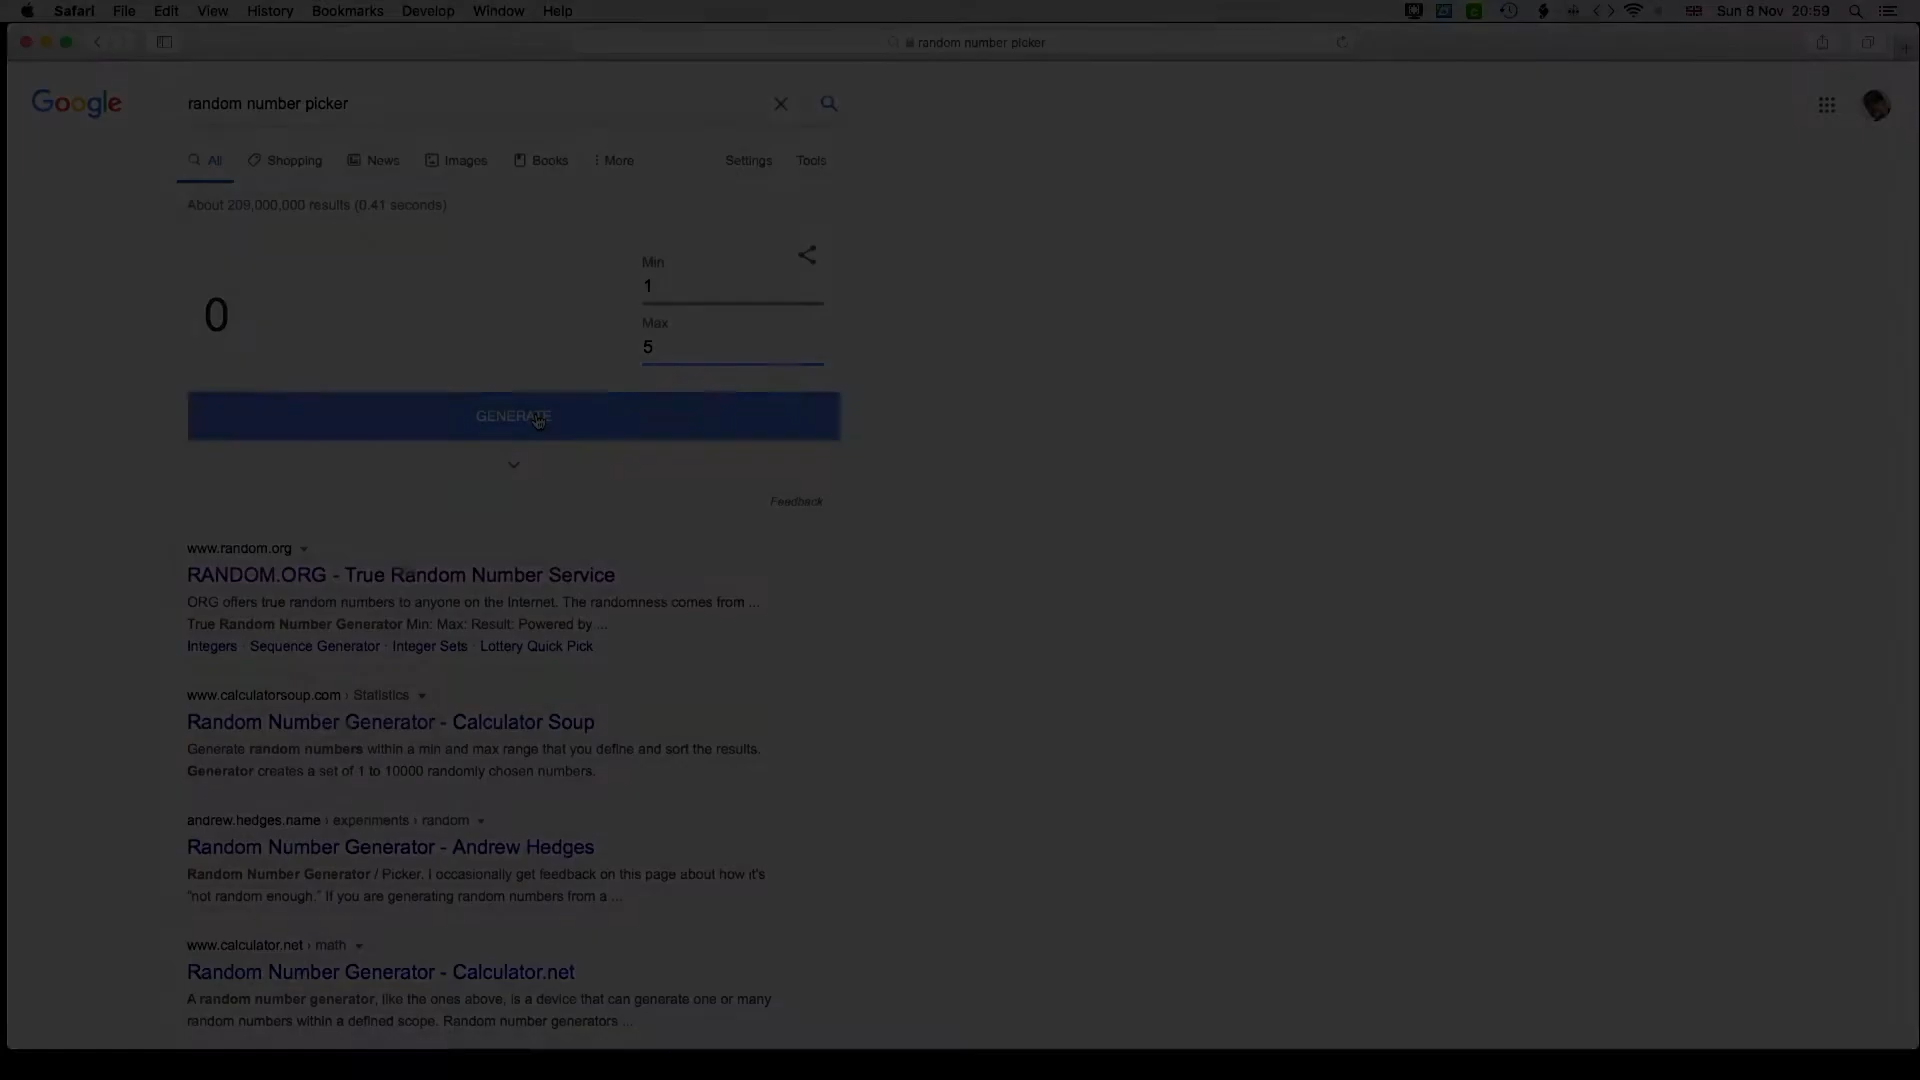 Safari File Edit View History Bookmarks Develop Window Help Sun 8 Nov 20:59
random number picker
Google random number picker
All Shopping News Images Books More Settings Tools
About 209,000,000 results (0.41 seconds)
Min
1
0
Max
5
GENERATE
Feedback
www.random.org
RANDOM.ORG - True Random Number Service
ORG offers true random numbers to anyone on the Internet. The randomness comes from ...
True Random Number Generator Min: Max: Result: Powered by ...
Integers · Sequence Generator · Integer Sets · Lottery Quick Pick
www.calculatorsoup.com › Statistics
Random Number Generator - Calculator Soup
Generate random numbers within a min and max range that you define and sort the results.
Generator creates a set of 1 to 10000 randomly chosen numbers.
andrew.hedges.name › experiments › random
Random Number Generator - Andrew Hedges
Random Number Generator / Picker. I occasionally get feedback on this page about how it's
"not random enough." If you are generating random numbers from a ...
www.calculator.net › math
Random Number Generator - Calculator.net
A random number generator, like the ones above, is a device that can generate one or many
random numbers within a defined scope. Random number generators ...